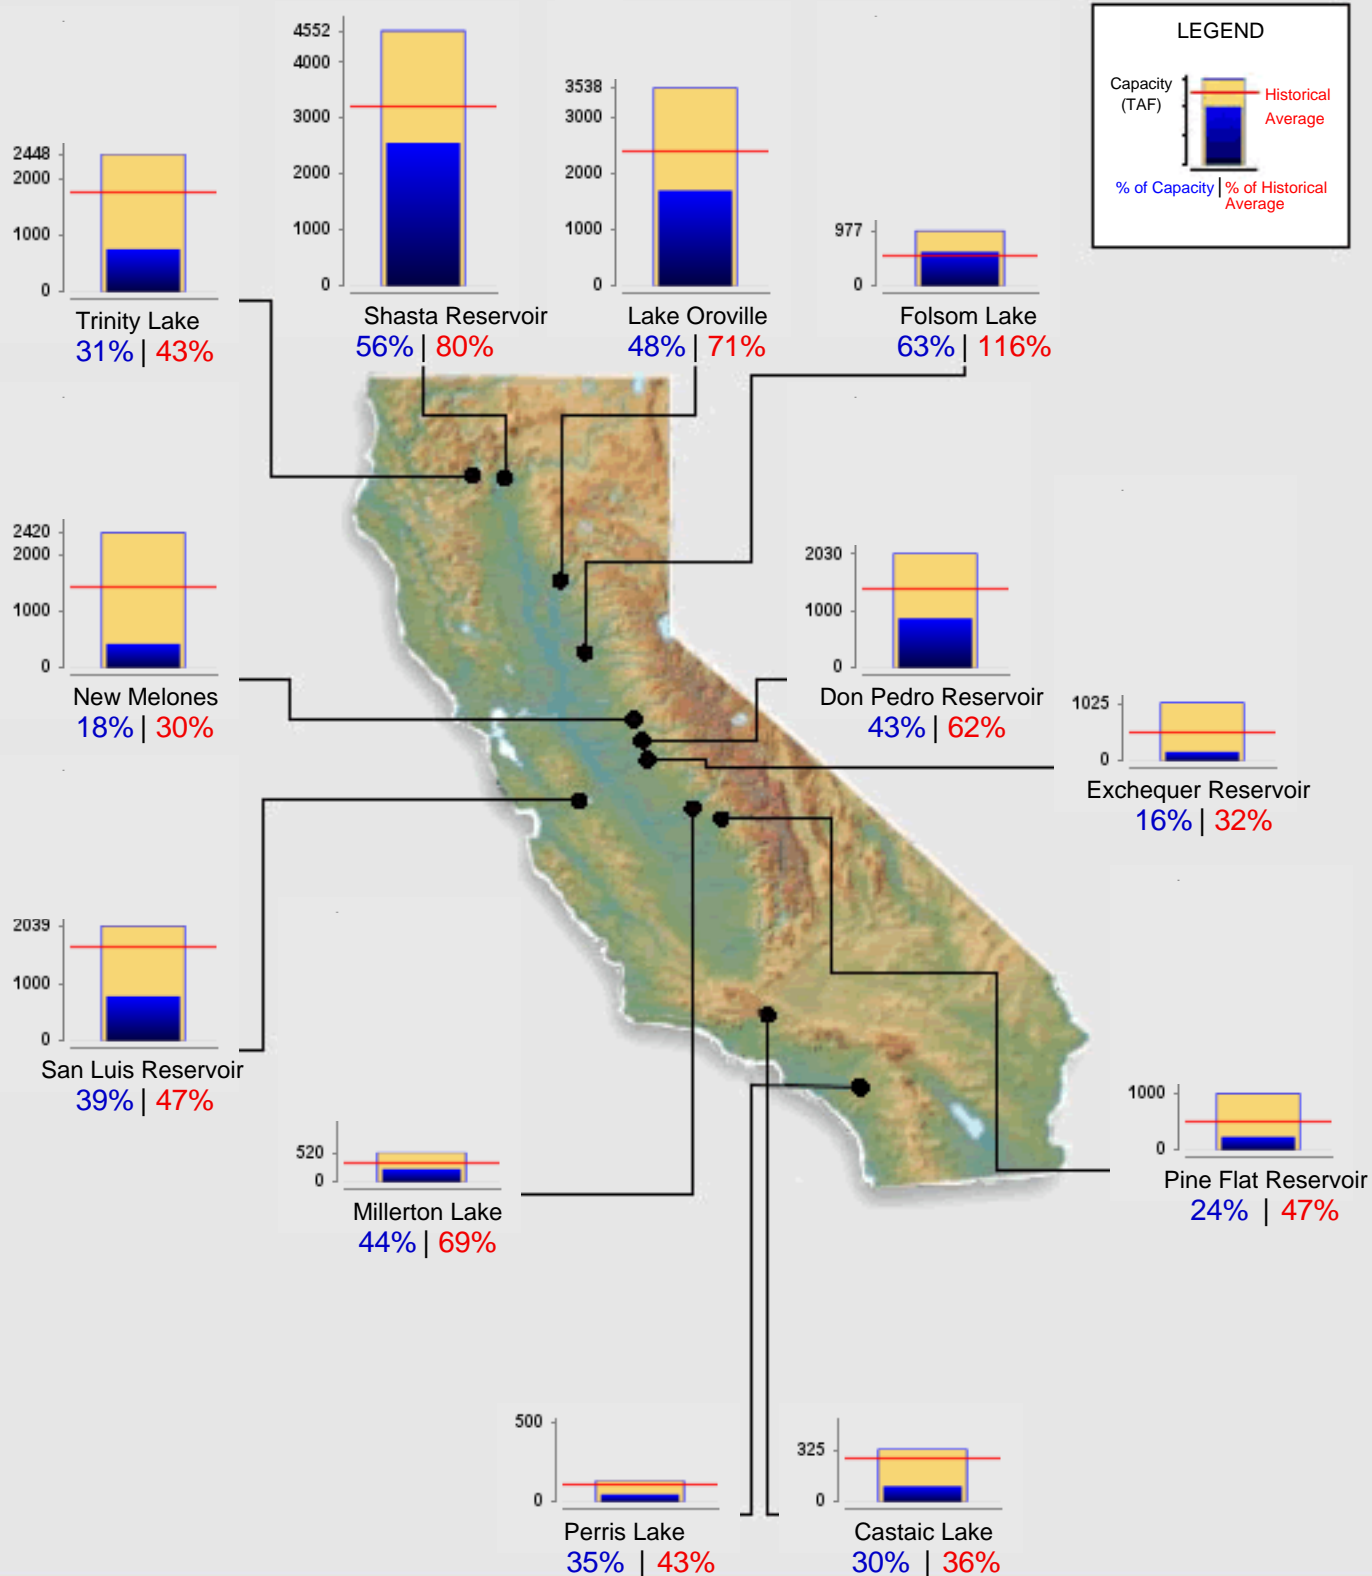 LEGEND
Capacity
(TAF)
Historical
Average
% of Capacity | % of Historical
Average
4552
4000
3000
2000
1000
0
Shasta Reservoir
56% | 80%
3538
3000
2000
1000
0
Lake Oroville
48% | 71%
2448
2000
1000
0
Trinity Lake
31% | 43%
977
0
Folsom Lake
63% | 116%
2420
2000
1000
0
New Melones
18% | 30%
2030
1000
0
Don Pedro Reservoir
43% | 62%
1025
0
Exchequer Reservoir
16% | 32%
2039
1000
0
San Luis Reservoir
39% | 47%
520
0
Millerton Lake
44% | 69%
1000
0
Pine Flat Reservoir
24% | 47%
500
0
Perris Lake
35% | 43%
325
0
Castaic Lake
30% | 36%